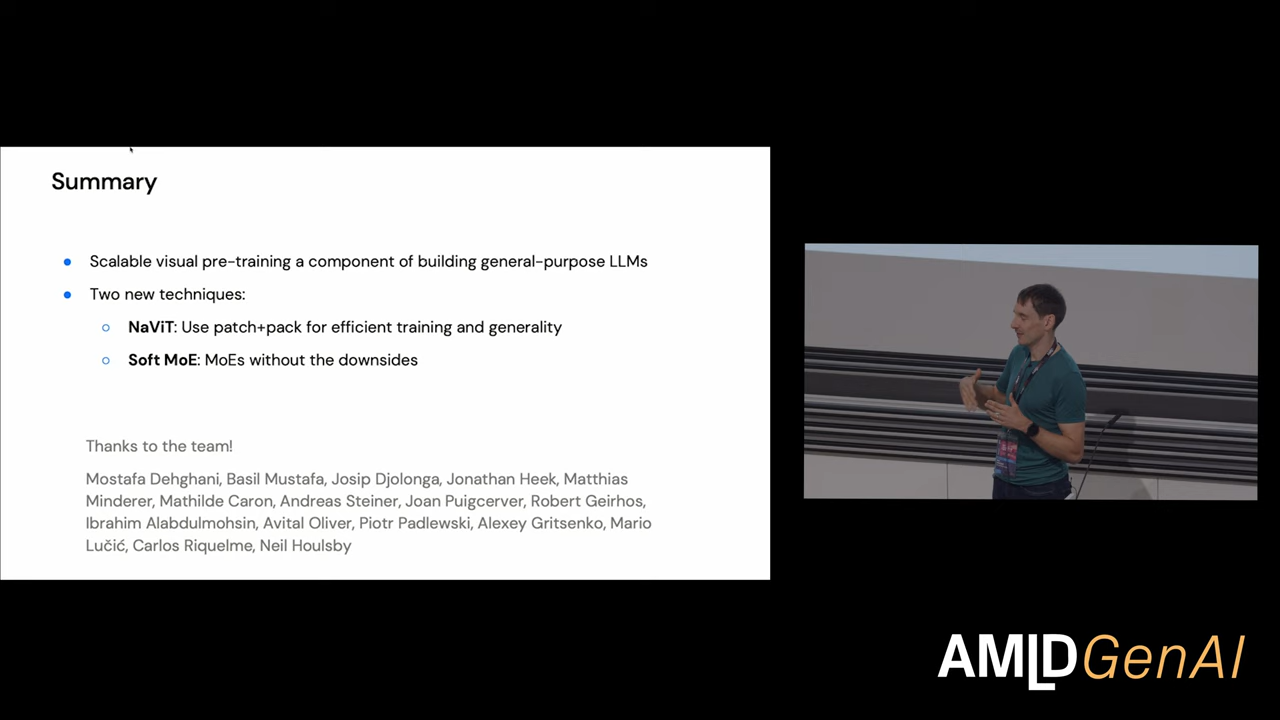 Summary
Scalable visual pre-training a component of building general-purpose LLMs
Two new techniques:
NaViT: Use patch+pack for efficient training and generality
Soft MoE: MoEs without the downsides
Thanks to the team!
Mostafa Dehghani, Basil Mustafa, Josip Djolonga, Jonathan Heek, Matthias
Minderer, Mathilde Caron, Andreas Steiner, Joan Puigcerver, Robert Geirhos,
Ibrahim Alabdulmohsin, Avital Oliver, Piotr Padlewski, Alexey Gritsenko, Mario
Lučić, Carlos Riquelme, Neil Houlsby
AMLD GenAI